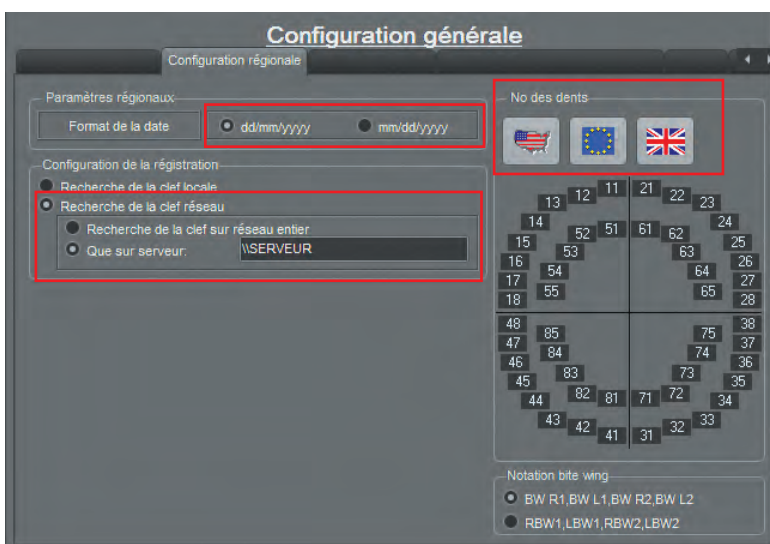 Configuration générale
Configuration régionale
Paramètres régionaux
Format de la date
dd/mm/yyyy
mm/dd/yyyy
Configuration de la régistration
Recherche de la clef locale
Recherche de la clef réseau
Recherche de la clef sur réseau entier
Que sur serveur:
\\SERVEUR
No des dents
13 12 11 21 22 23
14 52 51 61 62 24
15 53 63 25
16 54 64 26
17 55 65 27
18 28
48 38
47 85 75 37
46 84 74 36
45 83 73 35
44 82 81 71 72 34
43 42 41 31 32 33
Notation bite wing
BW R1,BW L1,BW R2,BW L2
RBW1,LBW1,RBW2,LBW2